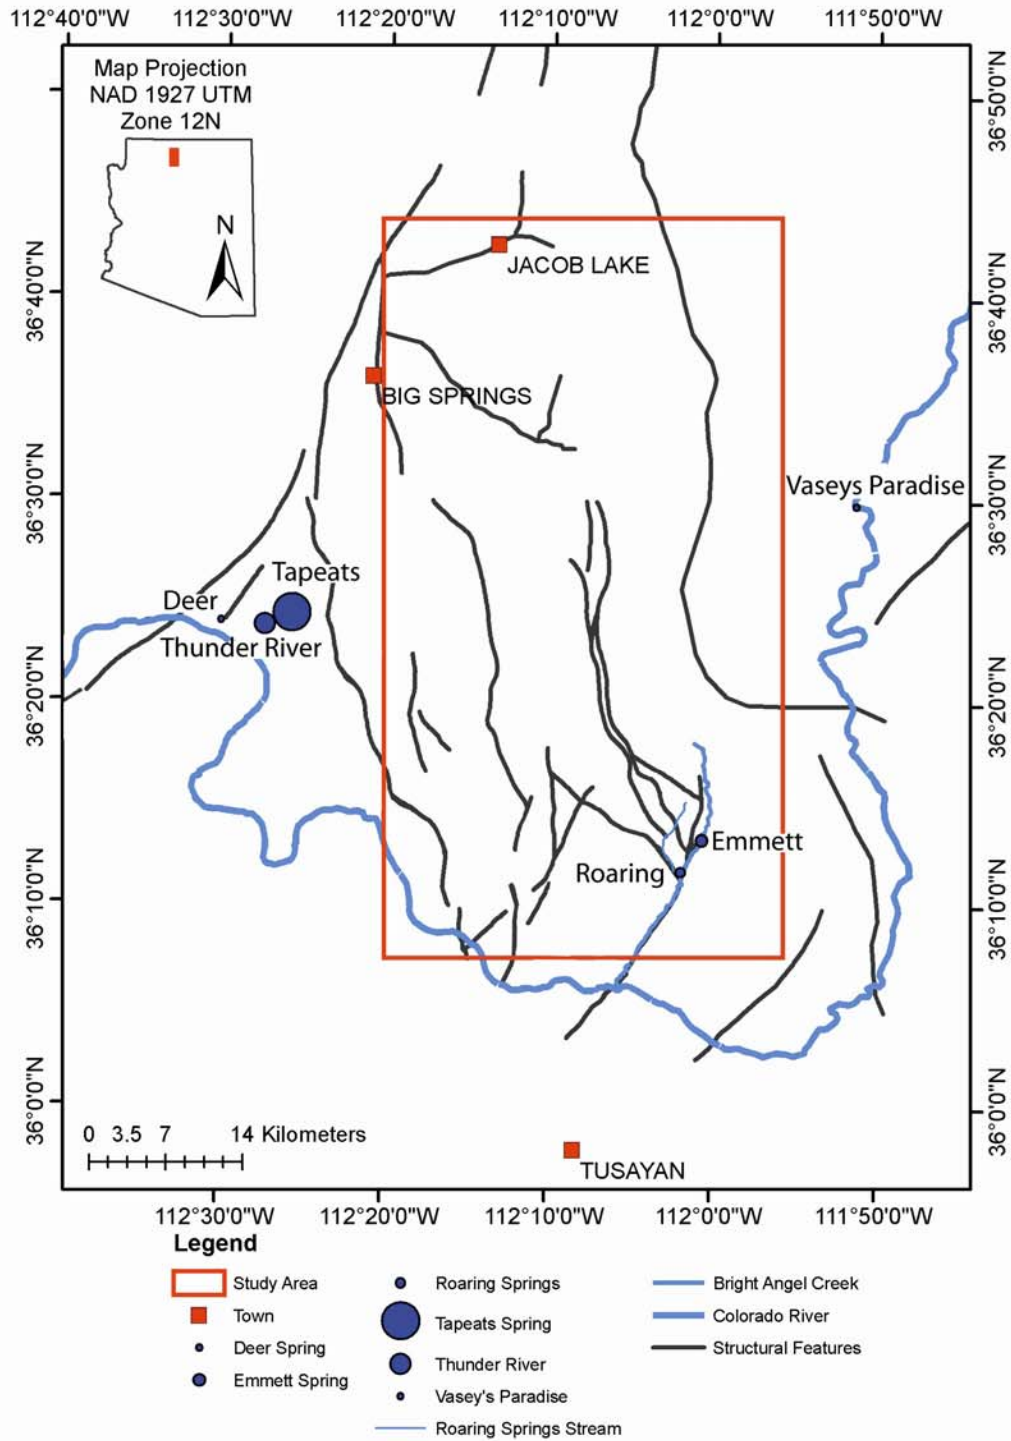 112°40'0"W 112°30'0"W 112°20'0"W 112°10'0"W 112°0'0"W 111°50'0"W
Map Projection
NAD 1927 UTM
Zone 12N
N
36°50'0"N
JACOB LAKE
36°40'0"N
36°40'0"N
BIG SPRINGS
Vaseys Paradise
36°30'0"N
36°30'0"N
Tapeats
Deer
Thunder River
36°20'0"N
36°20'0"N
Emmett
Roaring
36°10'0"N
36°10'0"N
36°0'0"N
36°0'0"N
0 3.5 7 14 Kilometers
TUSAYAN
112°30'0"W 112°20'0"W 112°10'0"W 112°0'0"W 111°50'0"W
Legend
Study Area
Town
Deer Spring
Emmett Spring
Roaring Springs
Tapeats Spring
Thunder River
Vasey's Paradise
Roaring Springs Stream
Bright Angel Creek
Colorado River
Structural Features